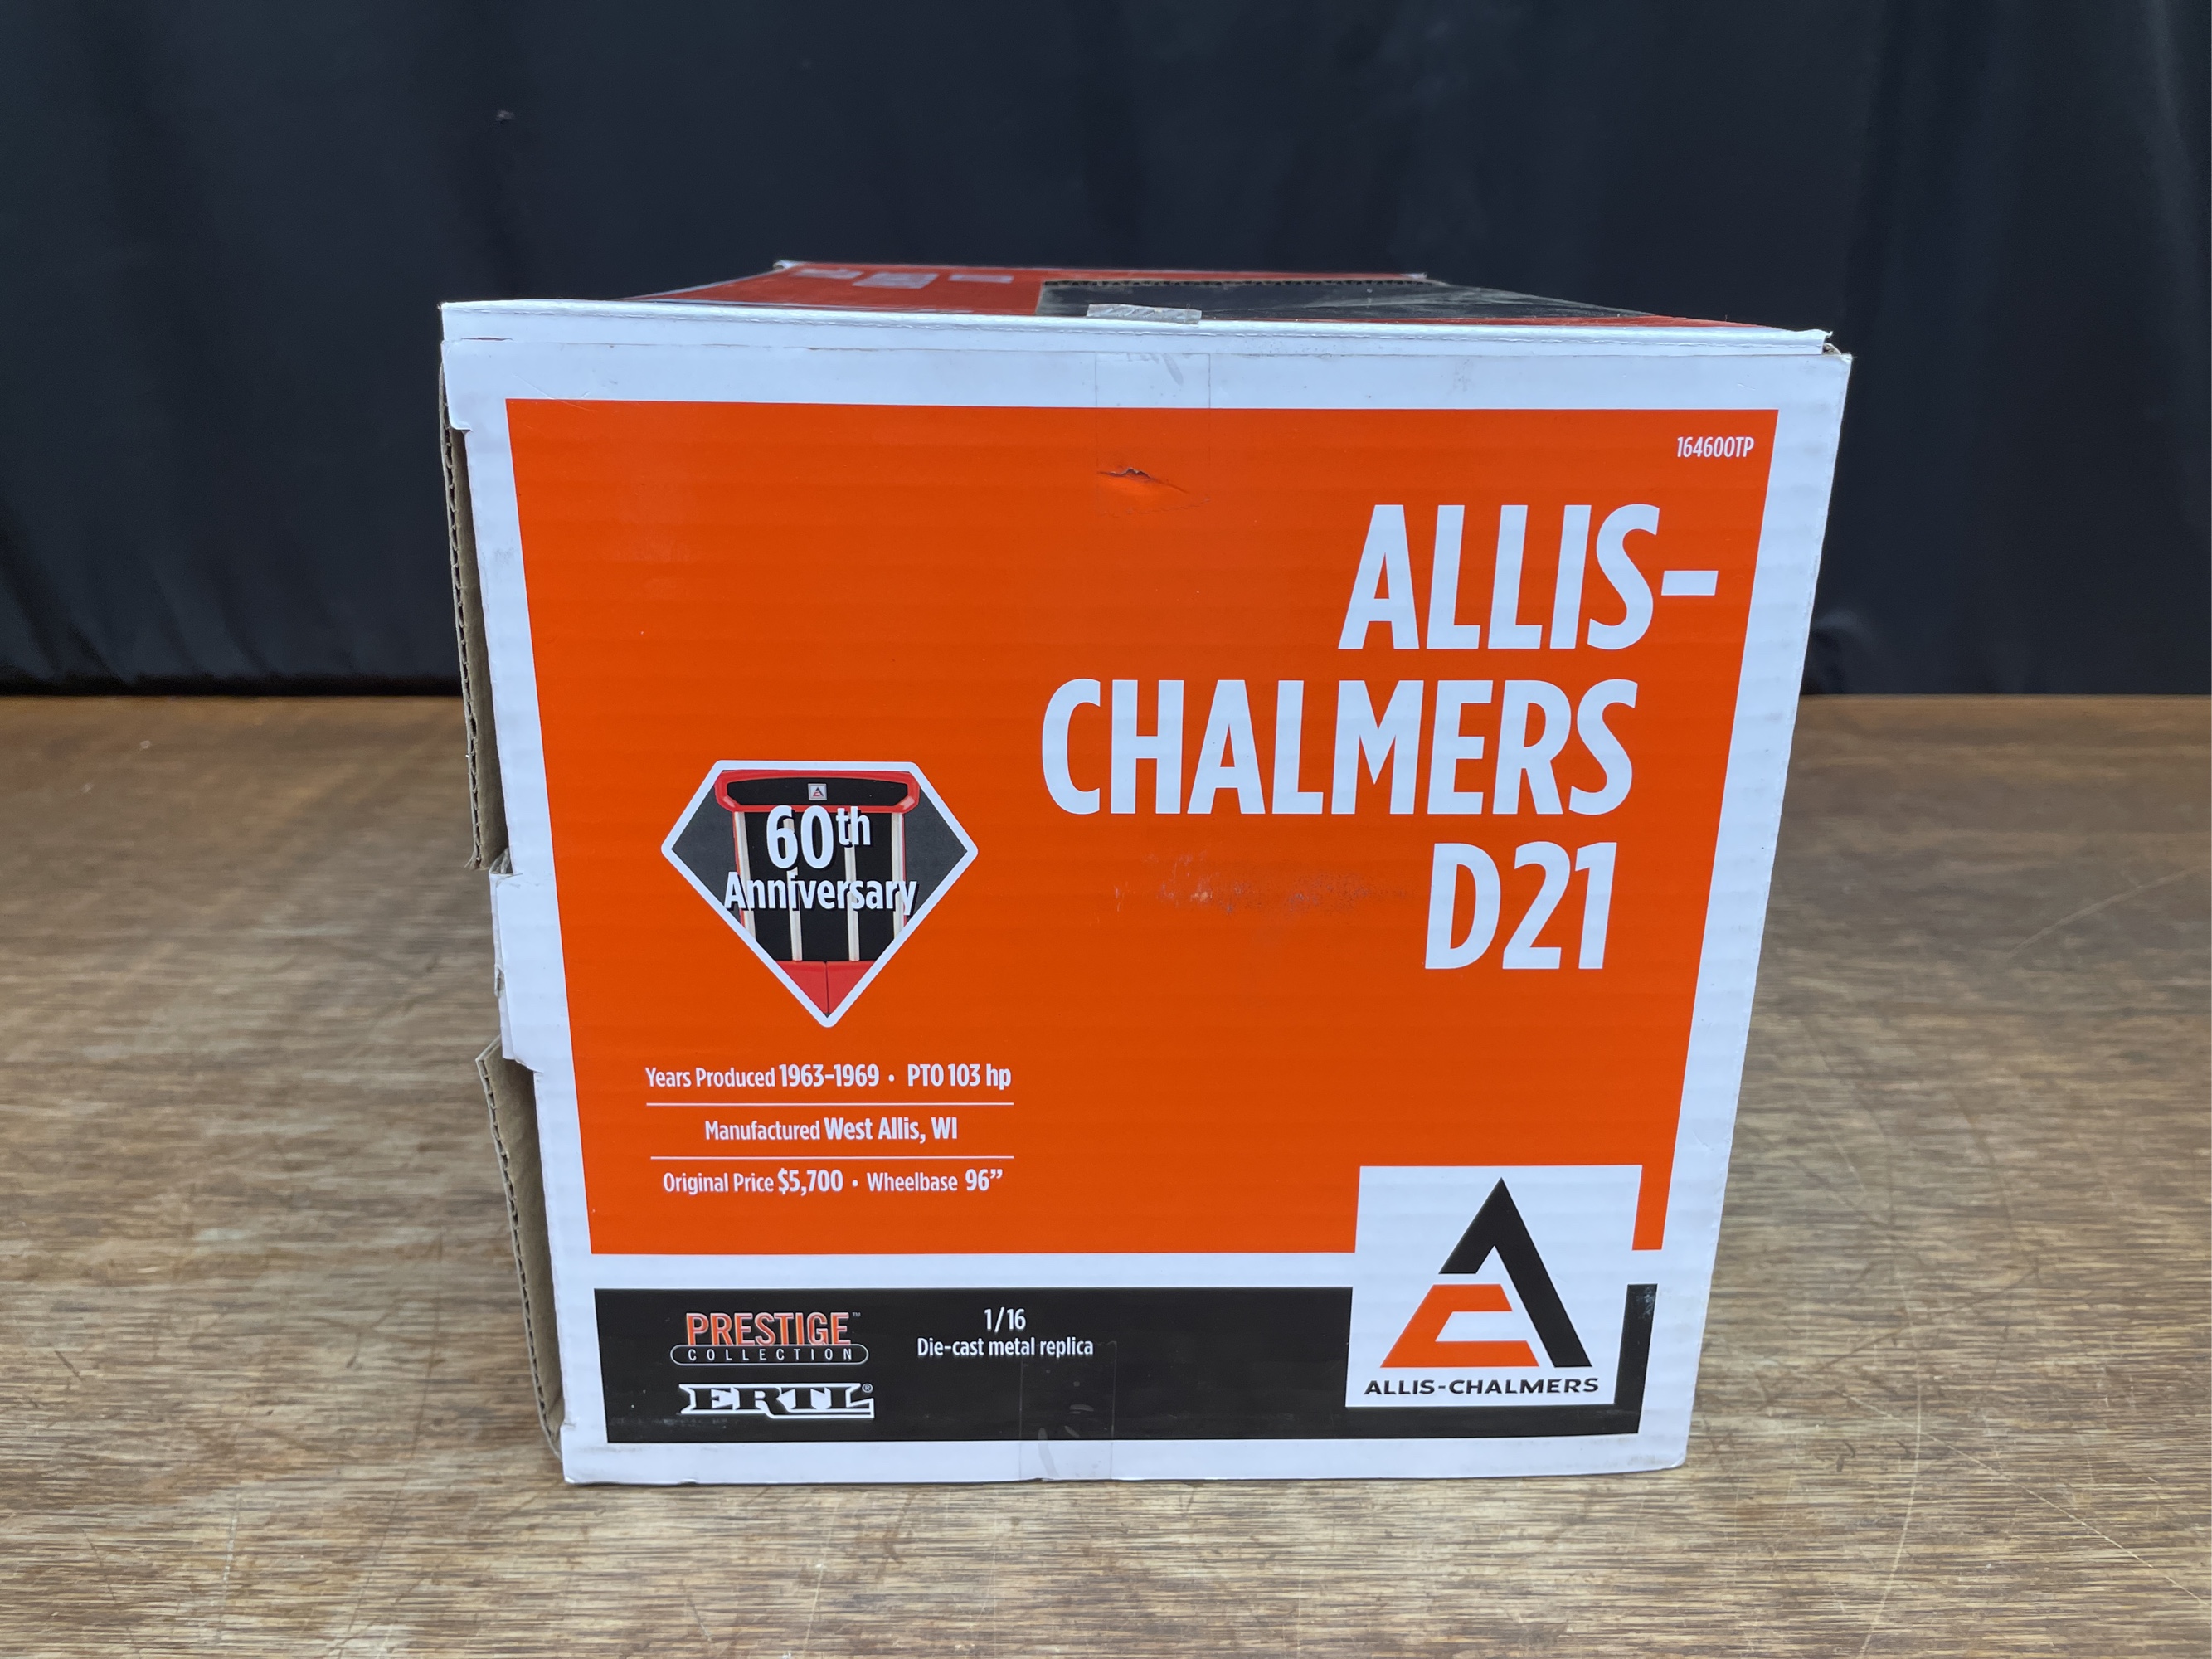 164600TP
ALLIS-
CHALMERS
D21
60th
Anniversary
Years Produced 1963-1969 • PTO 103 hp
Manufactured West Allis, WI
Original Price $5,700 • Wheelbase 96”
PRESTIGE™
COLLECTION
ERTL®
1/16
Die-cast metal replica
ALLIS-CHALMERS